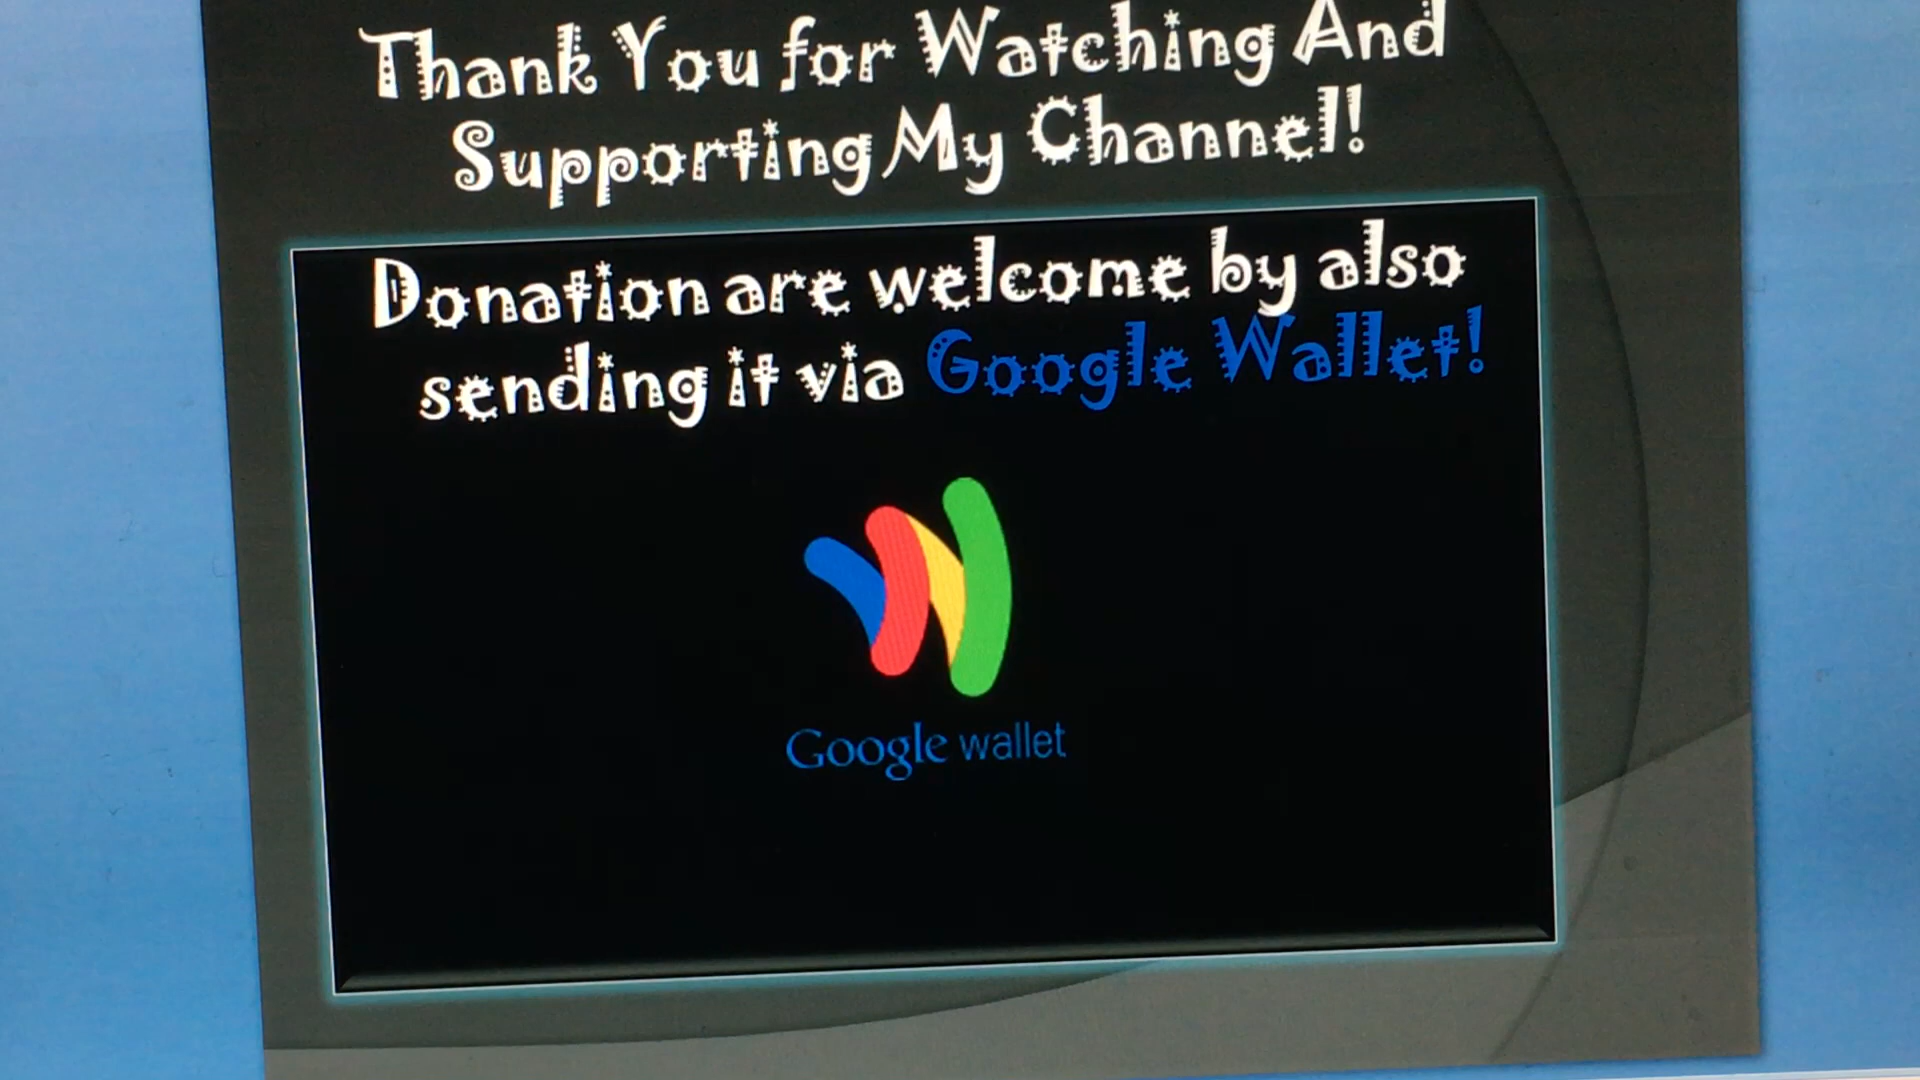 Thank You for Watching And
Supporting My Channel!
Donation are welcome by also
sending it via Google Wallet!
Google wallet